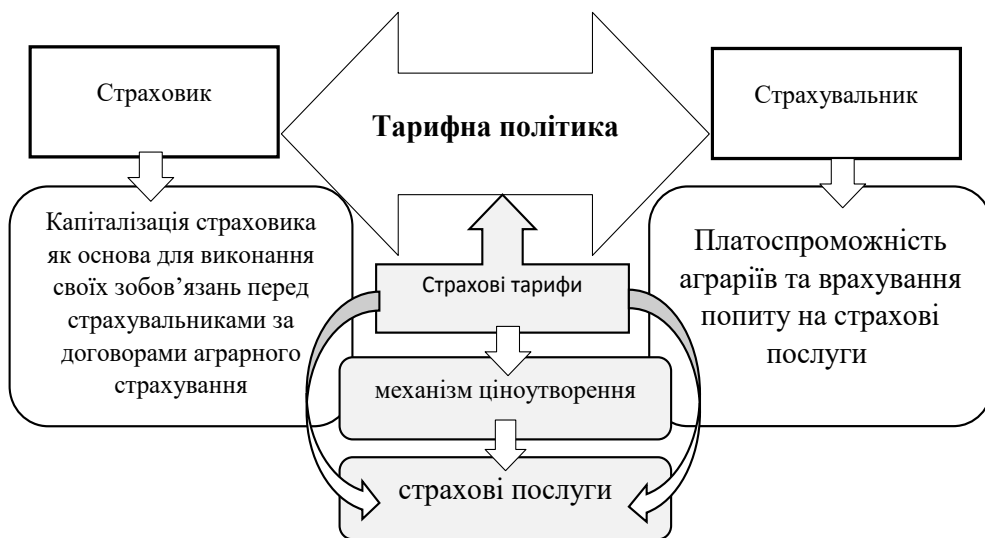 Страховик
Тарифна політика
Страхувальник
Капіталізація страховика
як основа для виконання
своїх зобов’язань перед
страхувальниками за
договорами аграрного
страхування
Страхові тарифи
Платоспроможність
аграріїв та врахування
попиту на страхові
послуги
механізм ціноутворення
страхові послуги